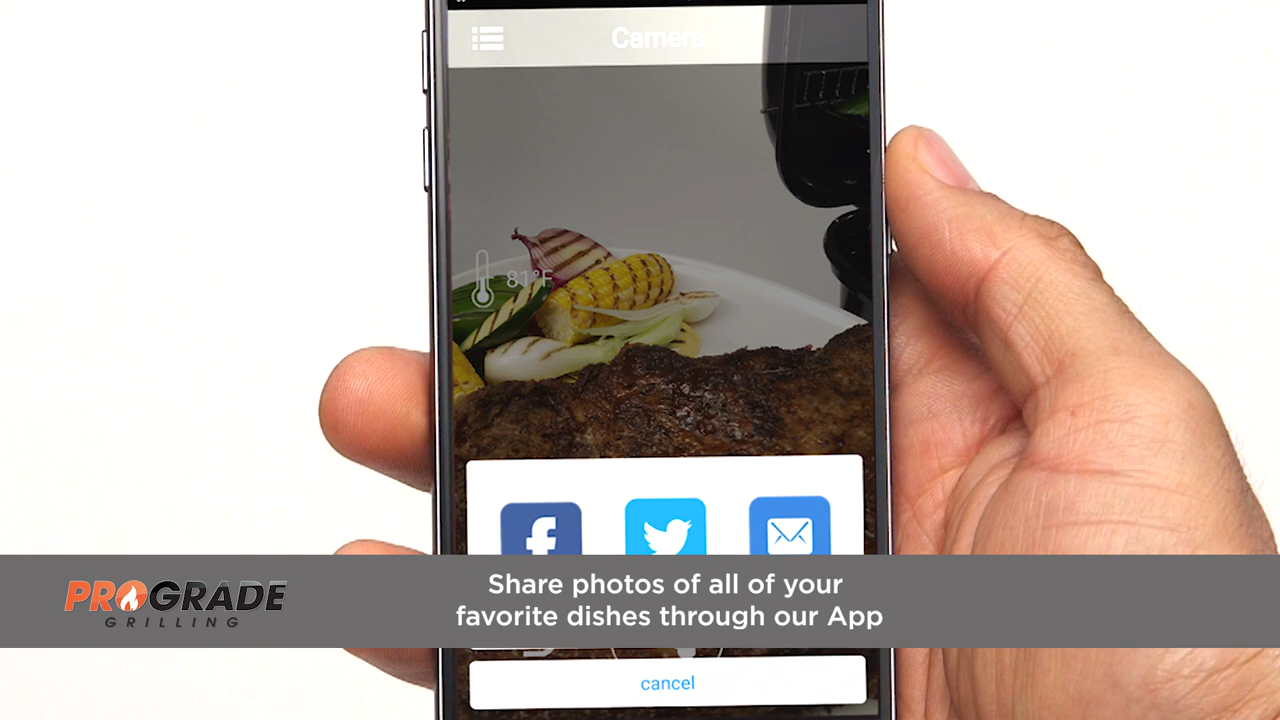 Camera
81°F
f
PROGRADE
GRILLING
Share photos of all of your
favorite dishes through our App
cancel